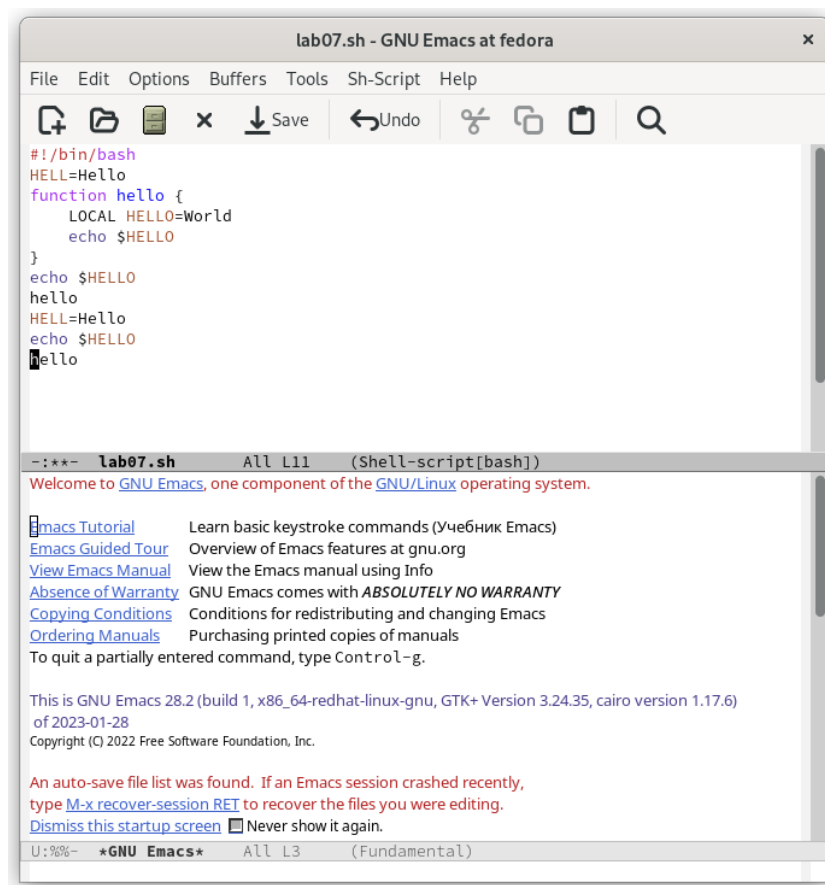 lab07.sh - GNU Emacs at fedora
File Edit Options Buffers Tools Sh-Script Help
Save Undo
#!/bin/bash
HELL=Hello
function hello {
    LOCAL HELLO=World
    echo $HELLO
}
echo $HELLO
hello
HELL=Hello
echo $HELLO
hello
-:**-  lab07.sh       All L11    (Shell-script[bash])
Welcome to GNU Emacs, one component of the GNU/Linux operating system.
Emacs Tutorial Learn basic keystroke commands (Учебник Emacs)
Emacs Guided Tour Overview of Emacs features at gnu.org
View Emacs Manual View the Emacs manual using Info
Absence of Warranty GNU Emacs comes with ABSOLUTELY NO WARRANTY
Copying Conditions Conditions for redistributing and changing Emacs
Ordering Manuals Purchasing printed copies of manuals
To quit a partially entered command, type Control-g.
This is GNU Emacs 28.2 (build 1, x86_64-redhat-linux-gnu, GTK+ Version 3.24.35, cairo version 1.17.6)
of 2023-01-28
Copyright (C) 2022 Free Software Foundation, Inc.
An auto-save file list was found.  If an Emacs session crashed recently,
type M-x recover-session RET to recover the files you were editing.
Dismiss this startup screen Never show it again.
U:%%-  *GNU Emacs*    All L3     (Fundamental)